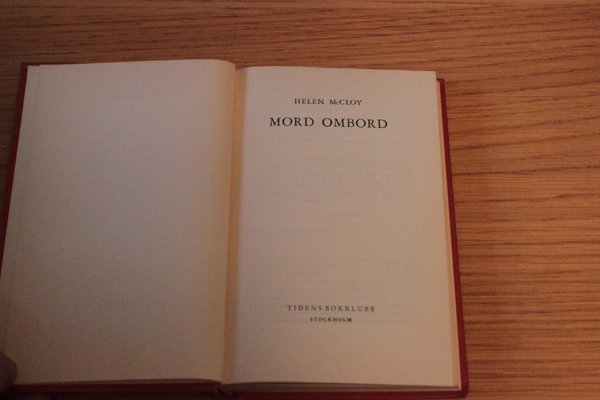 HELEN McCLOY
MORD OMBORD
TIDENS BOKKLUBB
STOCKHOLM